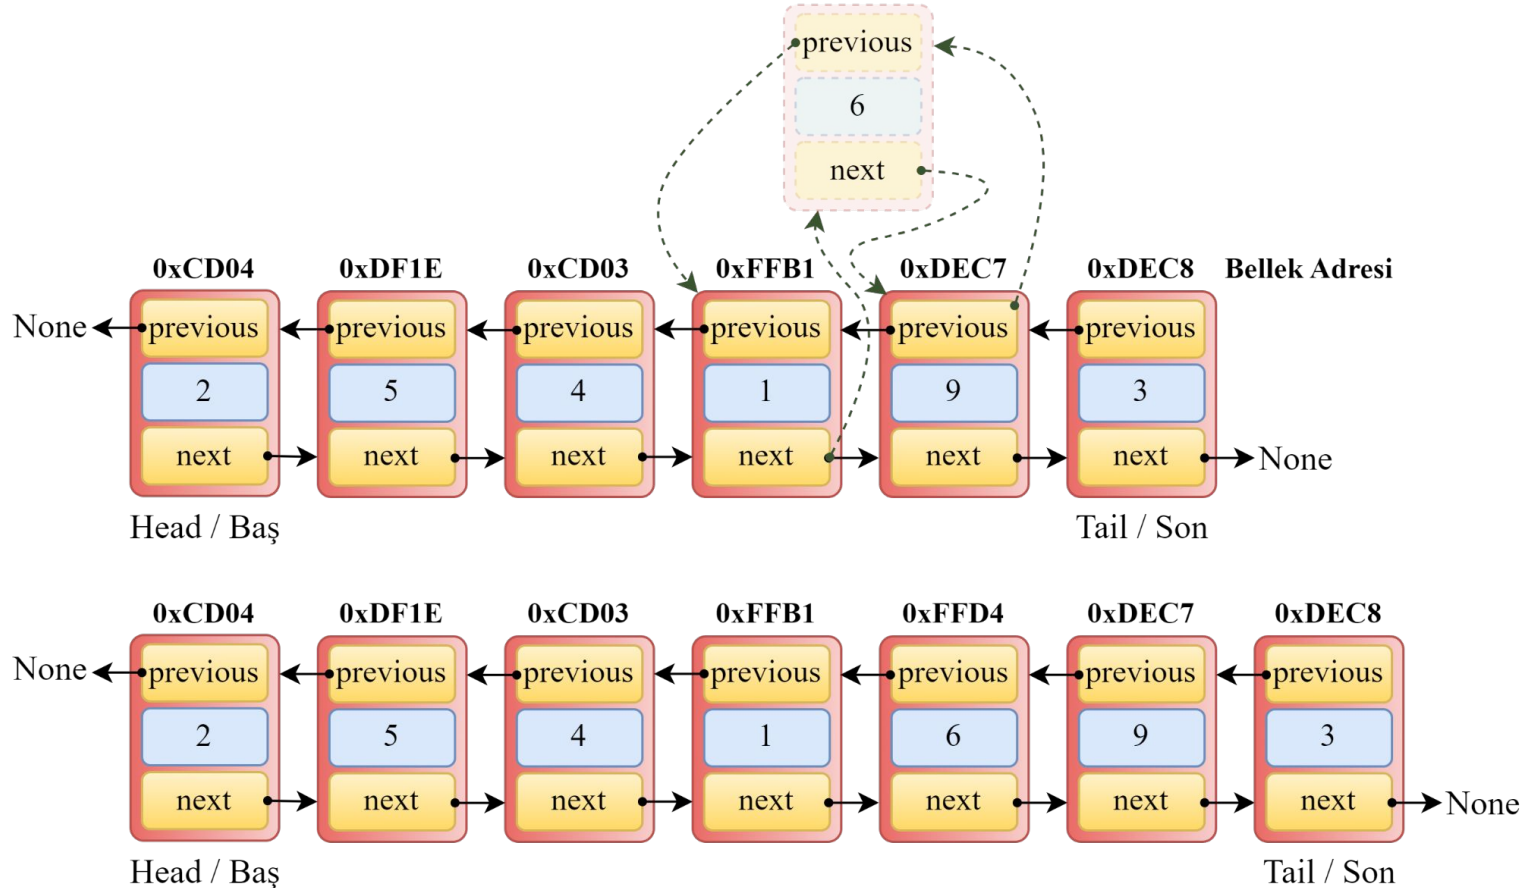 previous
6
next
0xCD04 0xDF1E 0xCD03 0xFFB1 0xDEC7 0xDEC8 Bellek Adresi
None previous previous previous previous previous previous
2 5 4 1 9 3
next next next next next next None
Head / Baş Tail / Son
0xCD04 0xDF1E 0xCD03 0xFFB1 0xFFD4 0xDEC7 0xDEC8
None previous previous previous previous previous previous previous
2 5 4 1 6 9 3
next next next next next next next None
Head / Baş Tail / Son